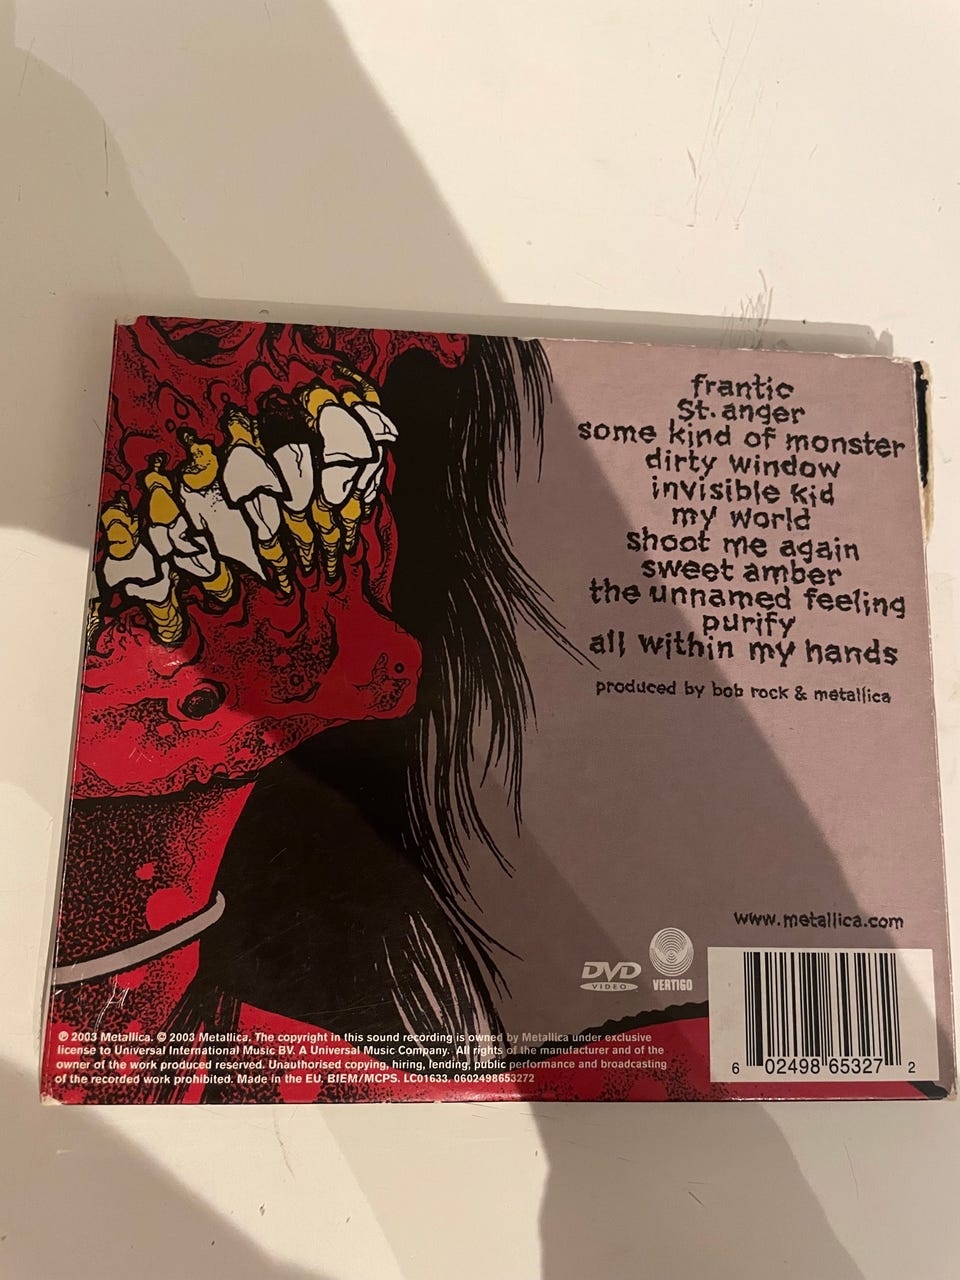 frantic
St. anger
some kind of monster
dirty window
invisible kid
my world
shoot me again
sweet amber
the unnamed feeling
purify
all within my hands
produced by bob rock & metallica
www.metallica.com
DVD
VIDEO
VERTIGO
℗ 2003 Metallica. © 2003 Metallica. The copyright in this sound recording is owned by Metallica under exclusive
license to Universal International Music BV. A Universal Music Company. All rights of the manufacturer and of the
owner of the work produced reserved. Unauthorised copying, hiring, lending, public performance and broadcasting
of the recorded work prohibited. Made in the EU. BIEM/MCPS. LC01633. 0602498653272
6 02498 65327 2